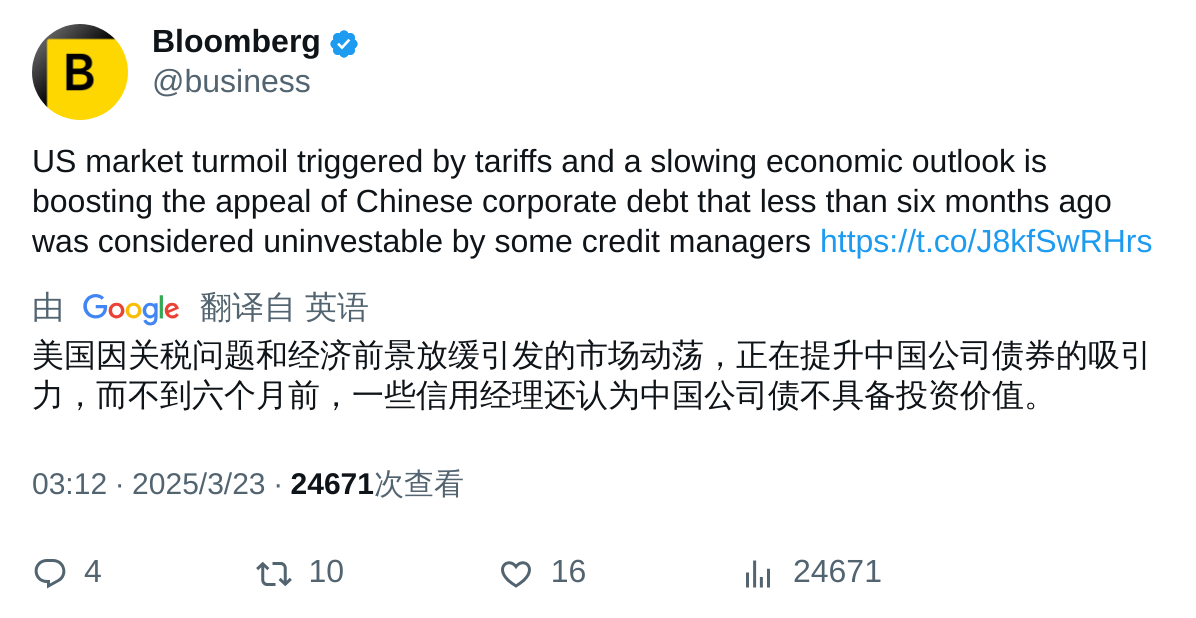 B
Bloomberg
@business
US market turmoil triggered by tariffs and a slowing economic outlook is
boosting the appeal of Chinese corporate debt that less than six months ago
was considered uninvestable by some credit managers https://t.co/J8kfSwRHrs
由 Google 翻译自 英语
美国因关税问题和经济前景放缓引发的市场动荡，正在提升中国公司债券的吸引
力，而不到六个月前，一些信用经理还认为中国公司债不具备投资价值。
03:12 · 2025/3/23 · 24671次查看
4 10 16 24671